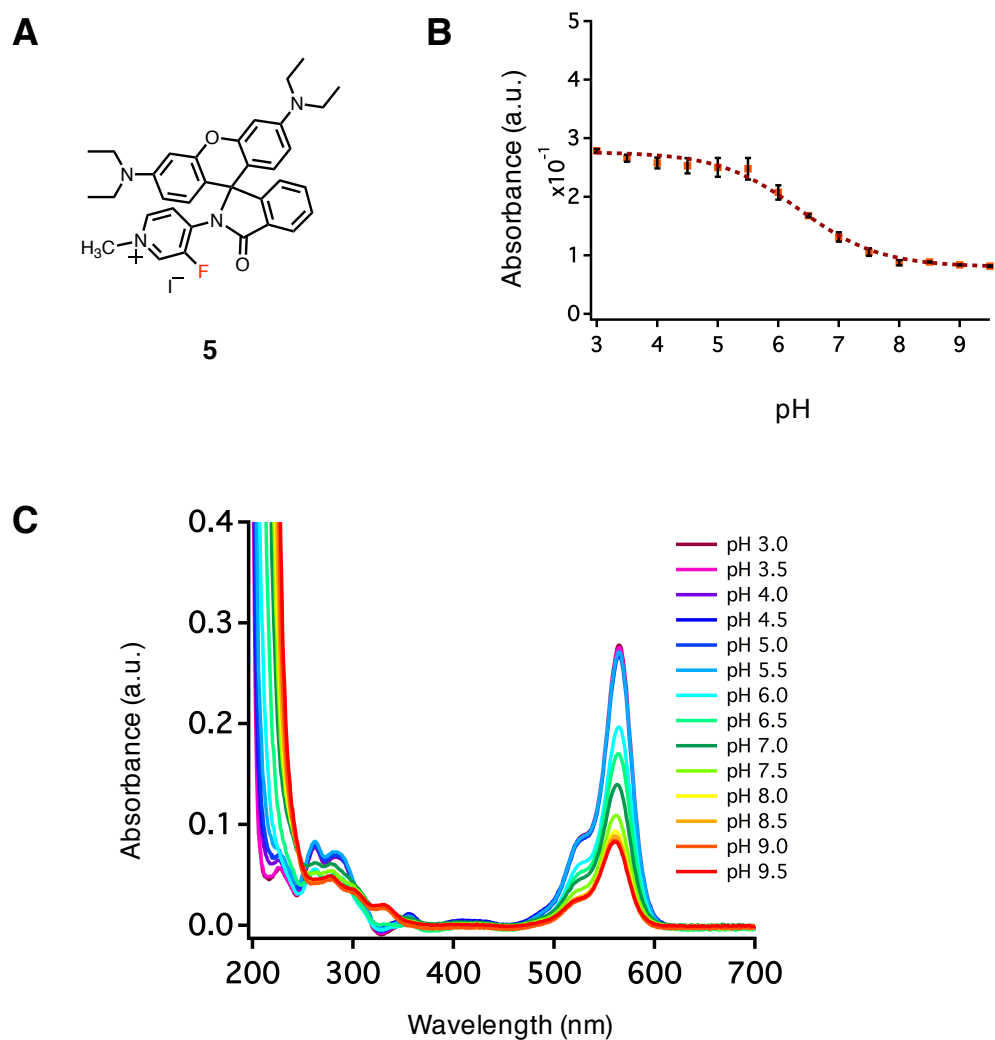 A
N
O
N
N
O
N
H3C
+
F
I−
5
B
Absorbance (a.u.)
x10-1
5
4
3
2
1
0
3 4 5 6 7 8 9
pH
C
Absorbance (a.u.)
0.4
0.3
0.2
0.1
0.0
200 300 400 500 600 700
Wavelength (nm)
pH 3.0
pH 3.5
pH 4.0
pH 4.5
pH 5.0
pH 5.5
pH 6.0
pH 6.5
pH 7.0
pH 7.5
pH 8.0
pH 8.5
pH 9.0
pH 9.5